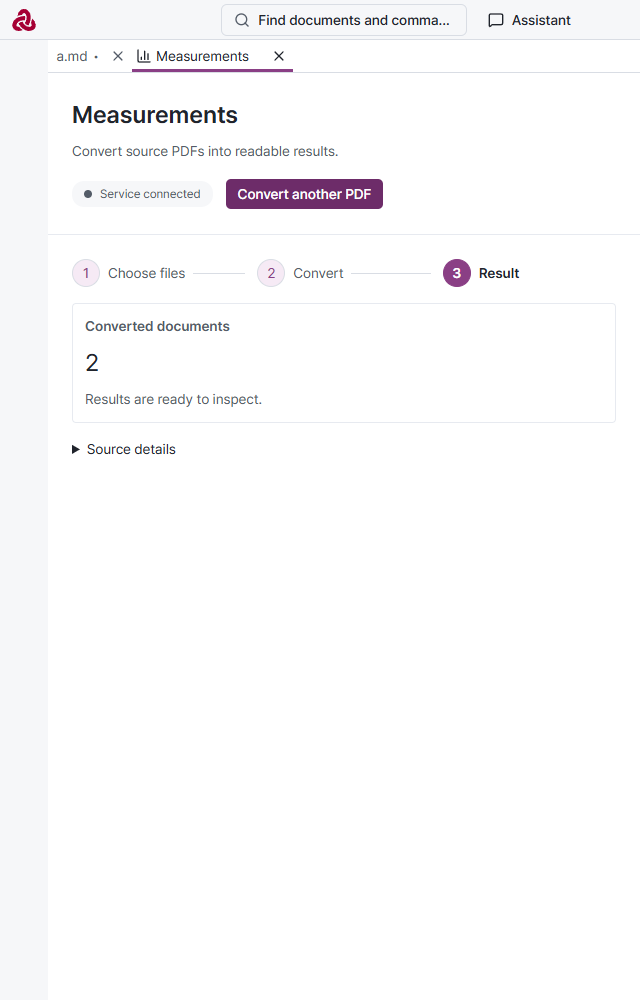 Find documents and comma...
Assistant
a.md •
Measurements
Measurements
Convert source PDFs into readable results.
Service connected
Convert another PDF
1 Choose files
2 Convert
3 Result
Converted documents
2
Results are ready to inspect.
Source details